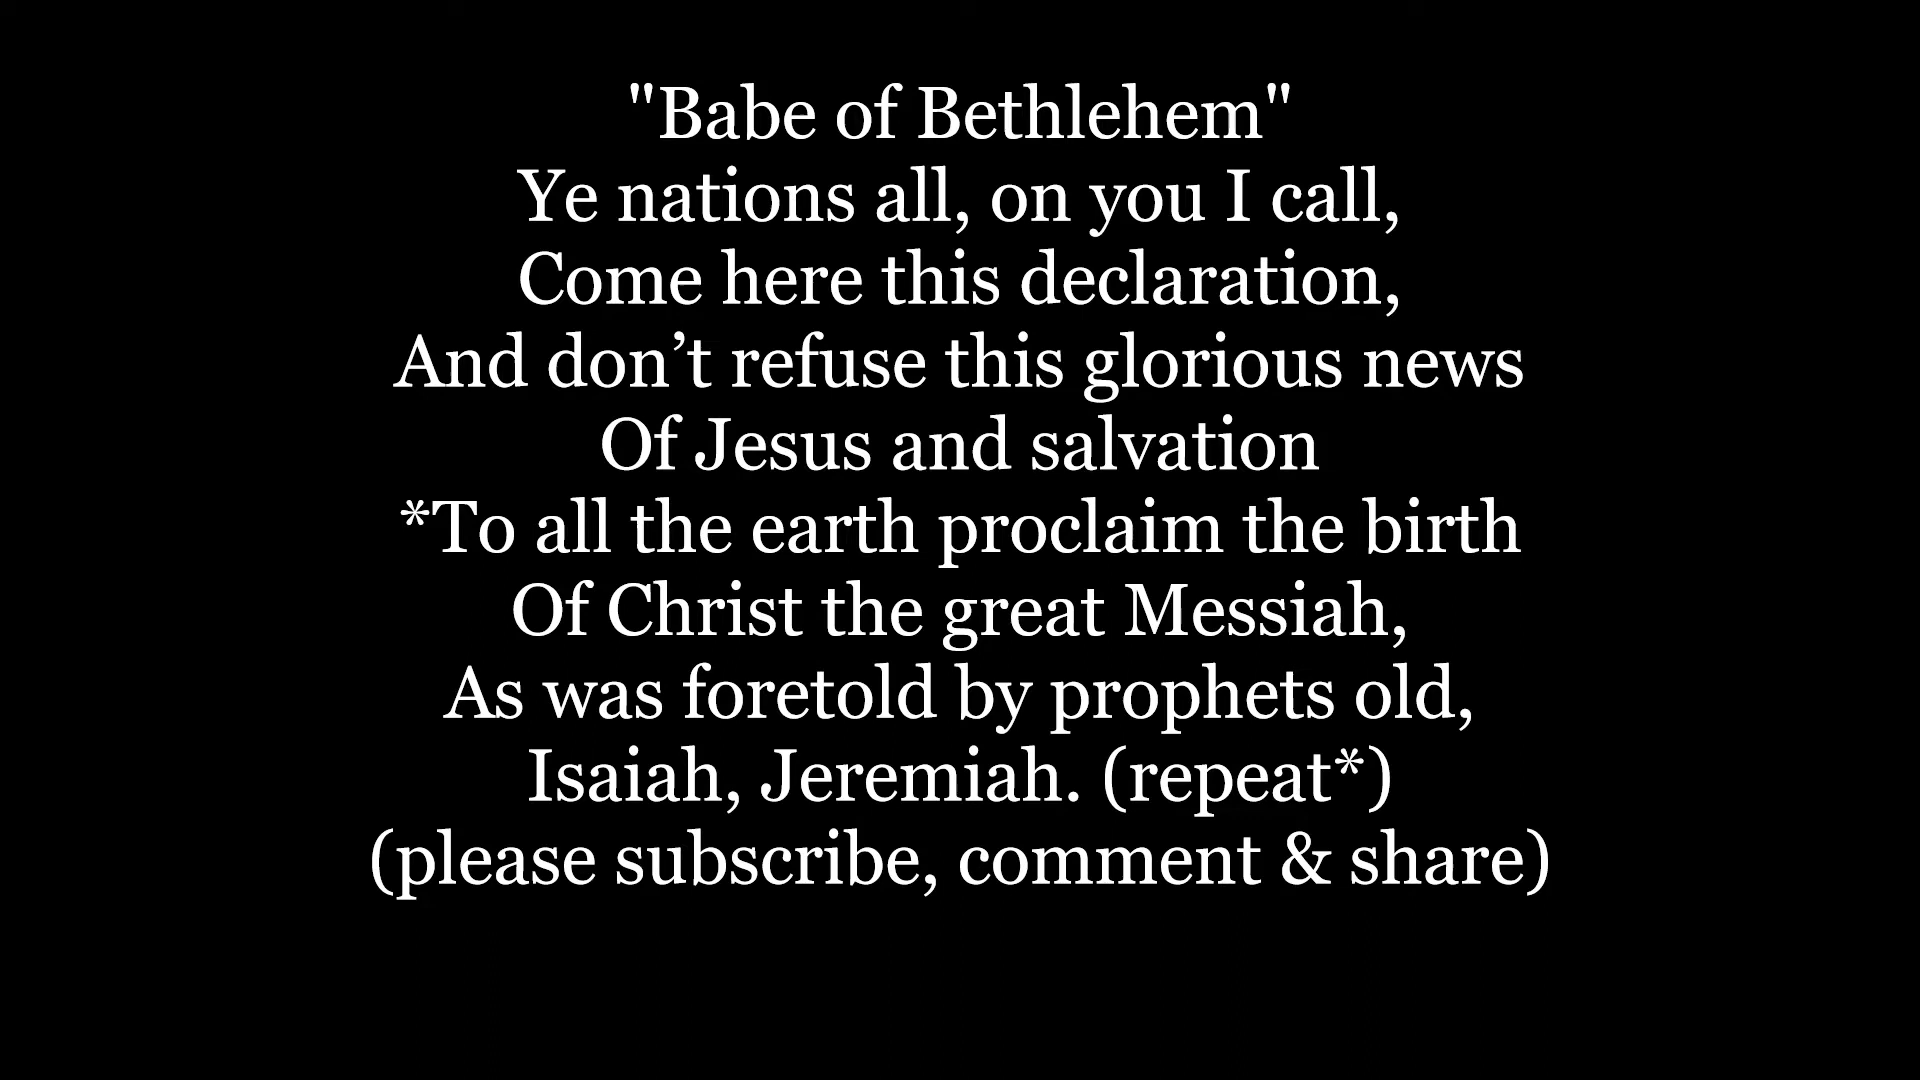 "Babe of Bethlehem"
Ye nations all, on you I call,
Come here this declaration,
And don’t refuse this glorious news
Of Jesus and salvation
*To all the earth proclaim the birth
Of Christ the great Messiah,
As was foretold by prophets old,
Isaiah, Jeremiah. (repeat*)
(please subscribe, comment & share)